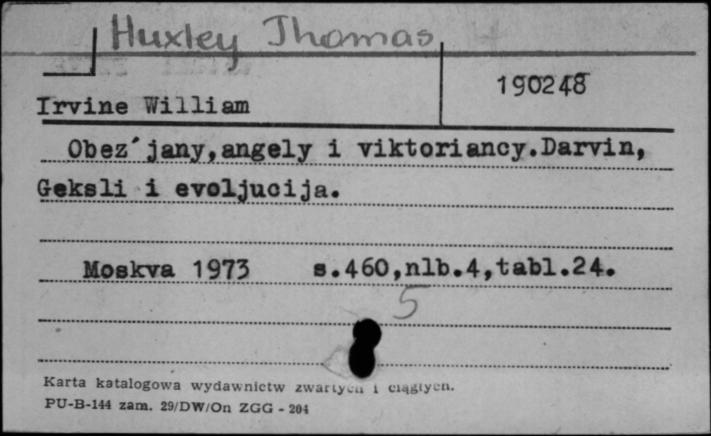 Huxley Thomas
190248
Irvine William
Obez´jany,angely i viktoriancy.Darvin,
Geksli i evoljucija.
Moskva 1973 s.460,nlb.4,tabl.24.
5
Karta katalogowa wydawnictw zwartych i ciągłych.
PU-B-144 zam. 29/DW/On ZGG - 204